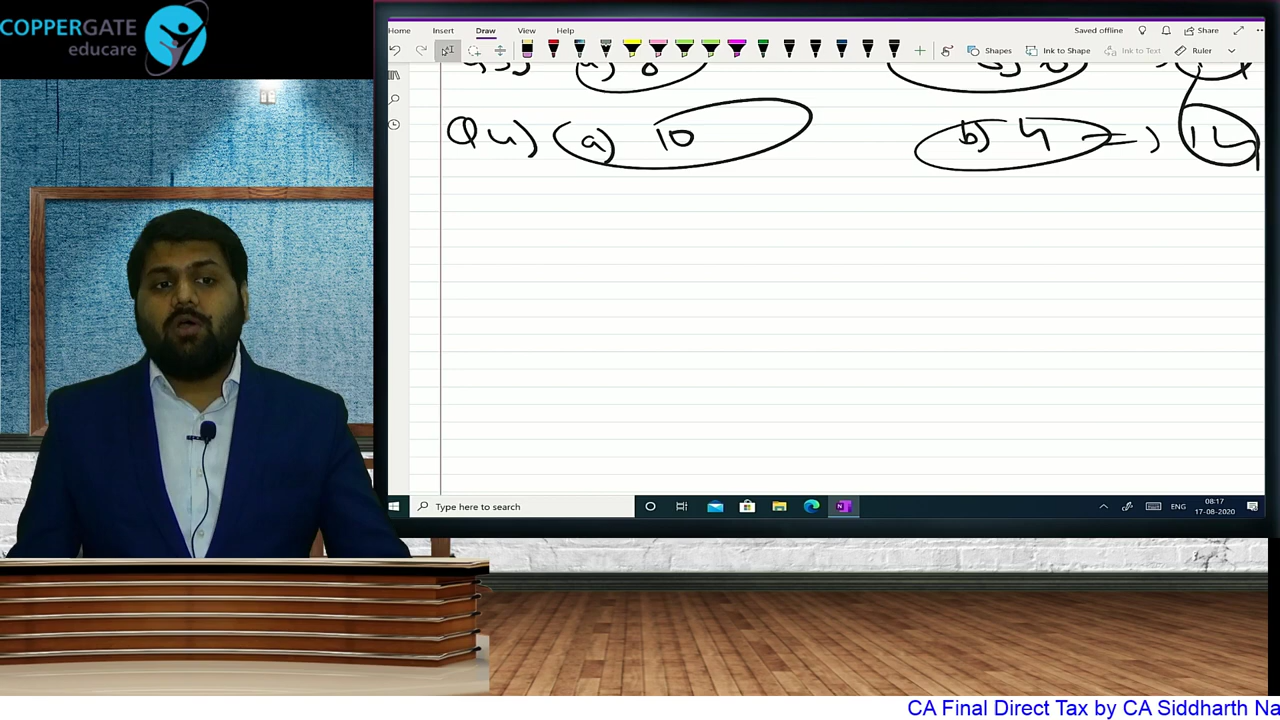 COPPERGATE
educare
Home Insert Draw View Help
Saved offline Share
Shapes Ink to Shape Ink to Text Ruler
Q4) (a) 10 b) 4 => 14
Type here to search
ENG 08:17
17-08-2020
CA Final Direct Tax by CA Siddharth Na